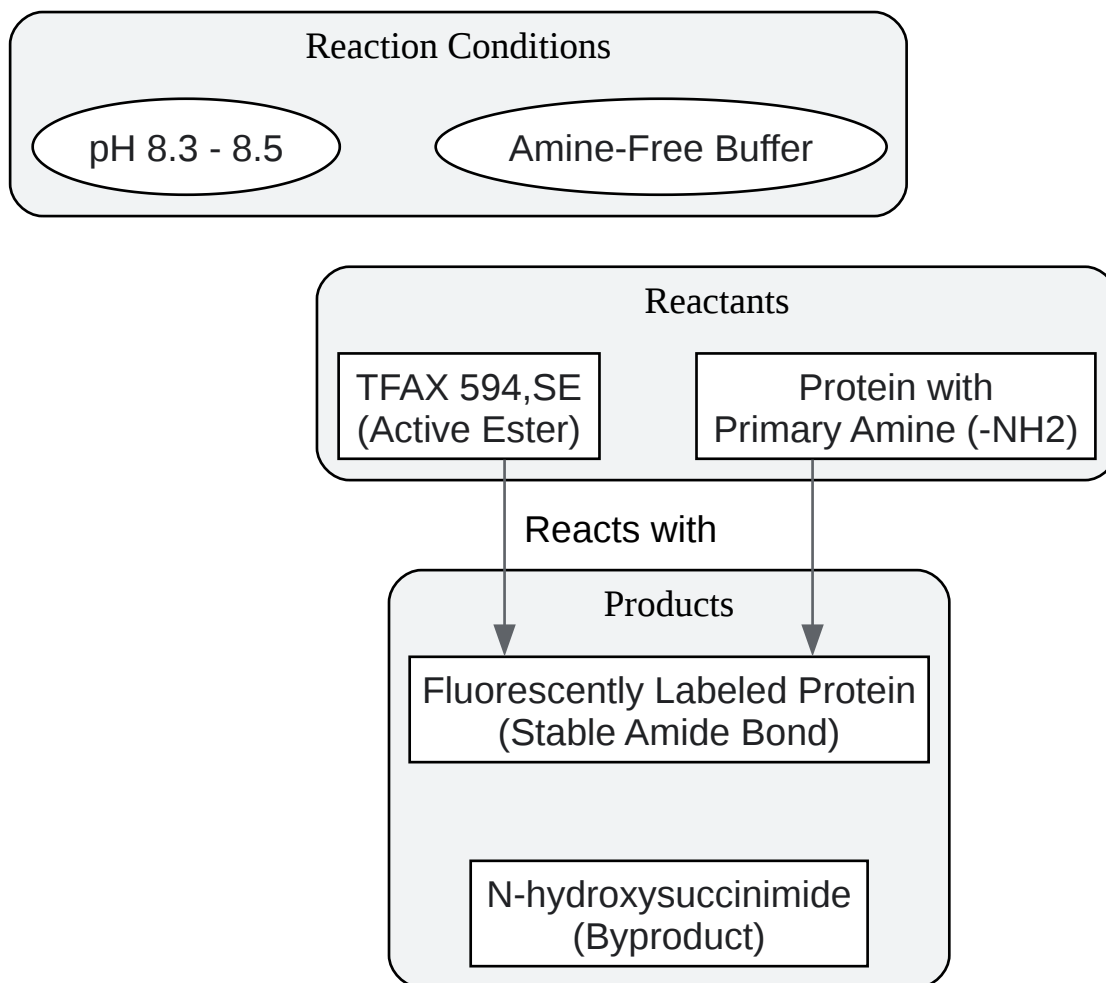 Reaction Conditions
pH 8.3 - 8.5
Amine-Free Buffer
Reactants
TFAX 594,SE
(Active Ester)
Protein with
Primary Amine (-NH2)
Reacts with
Products
Fluorescently Labeled Protein
(Stable Amide Bond)
N-hydroxysuccinimide
(Byproduct)